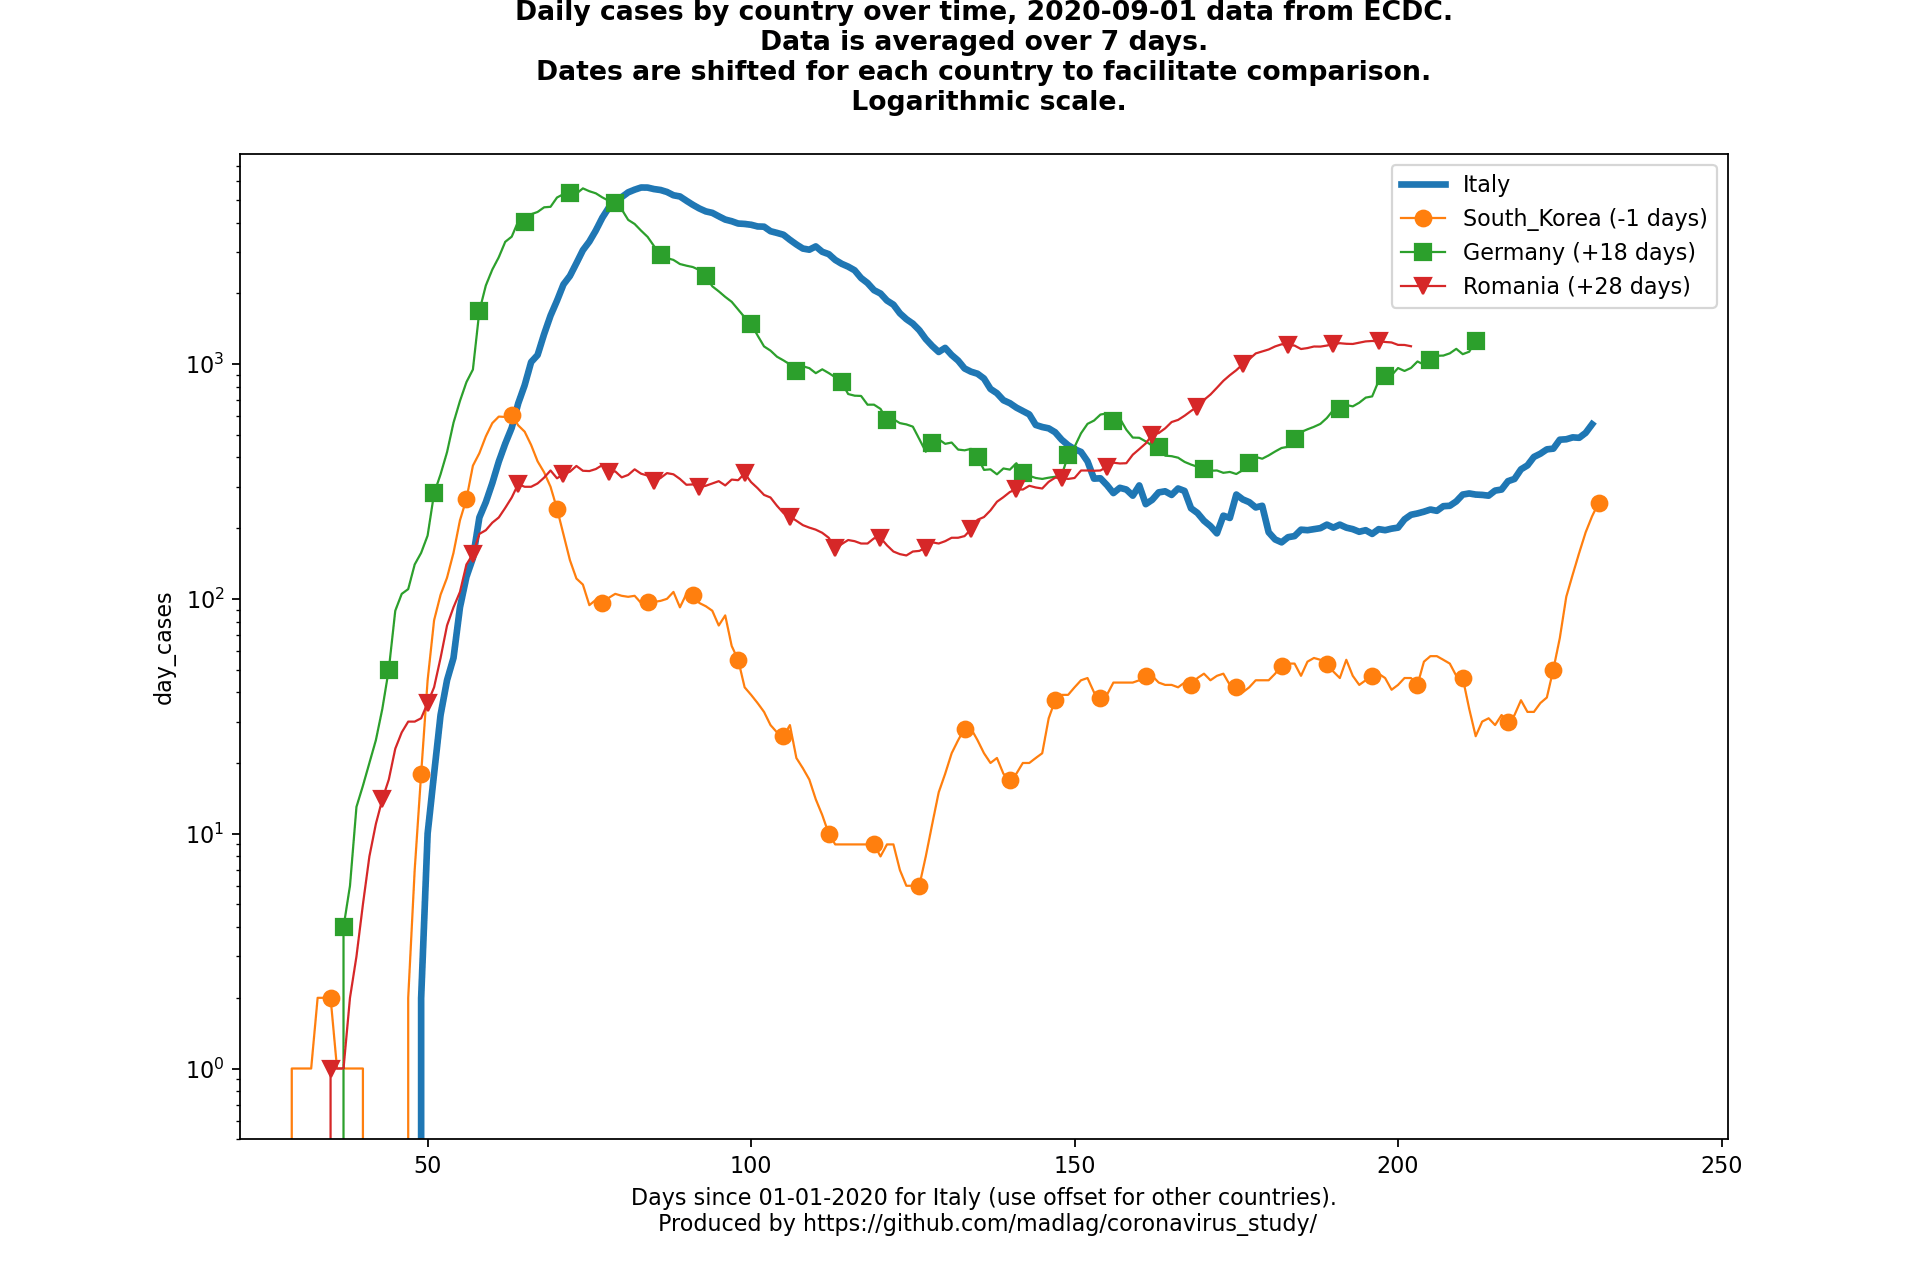 Daily cases by country over time, 2020-09-01 data from ECDC.
Data is averaged over 7 days.
Dates are shifted for each country to facilitate comparison.
Logarithmic scale.
Italy
South_Korea (-1 days)
Germany (+18 days)
Romania (+28 days)
day_cases
10³
10²
10¹
10⁰
50 100 150 200 250
Days since 01-01-2020 for Italy (use offset for other countries).
Produced by https://github.com/madlag/coronavirus_study/